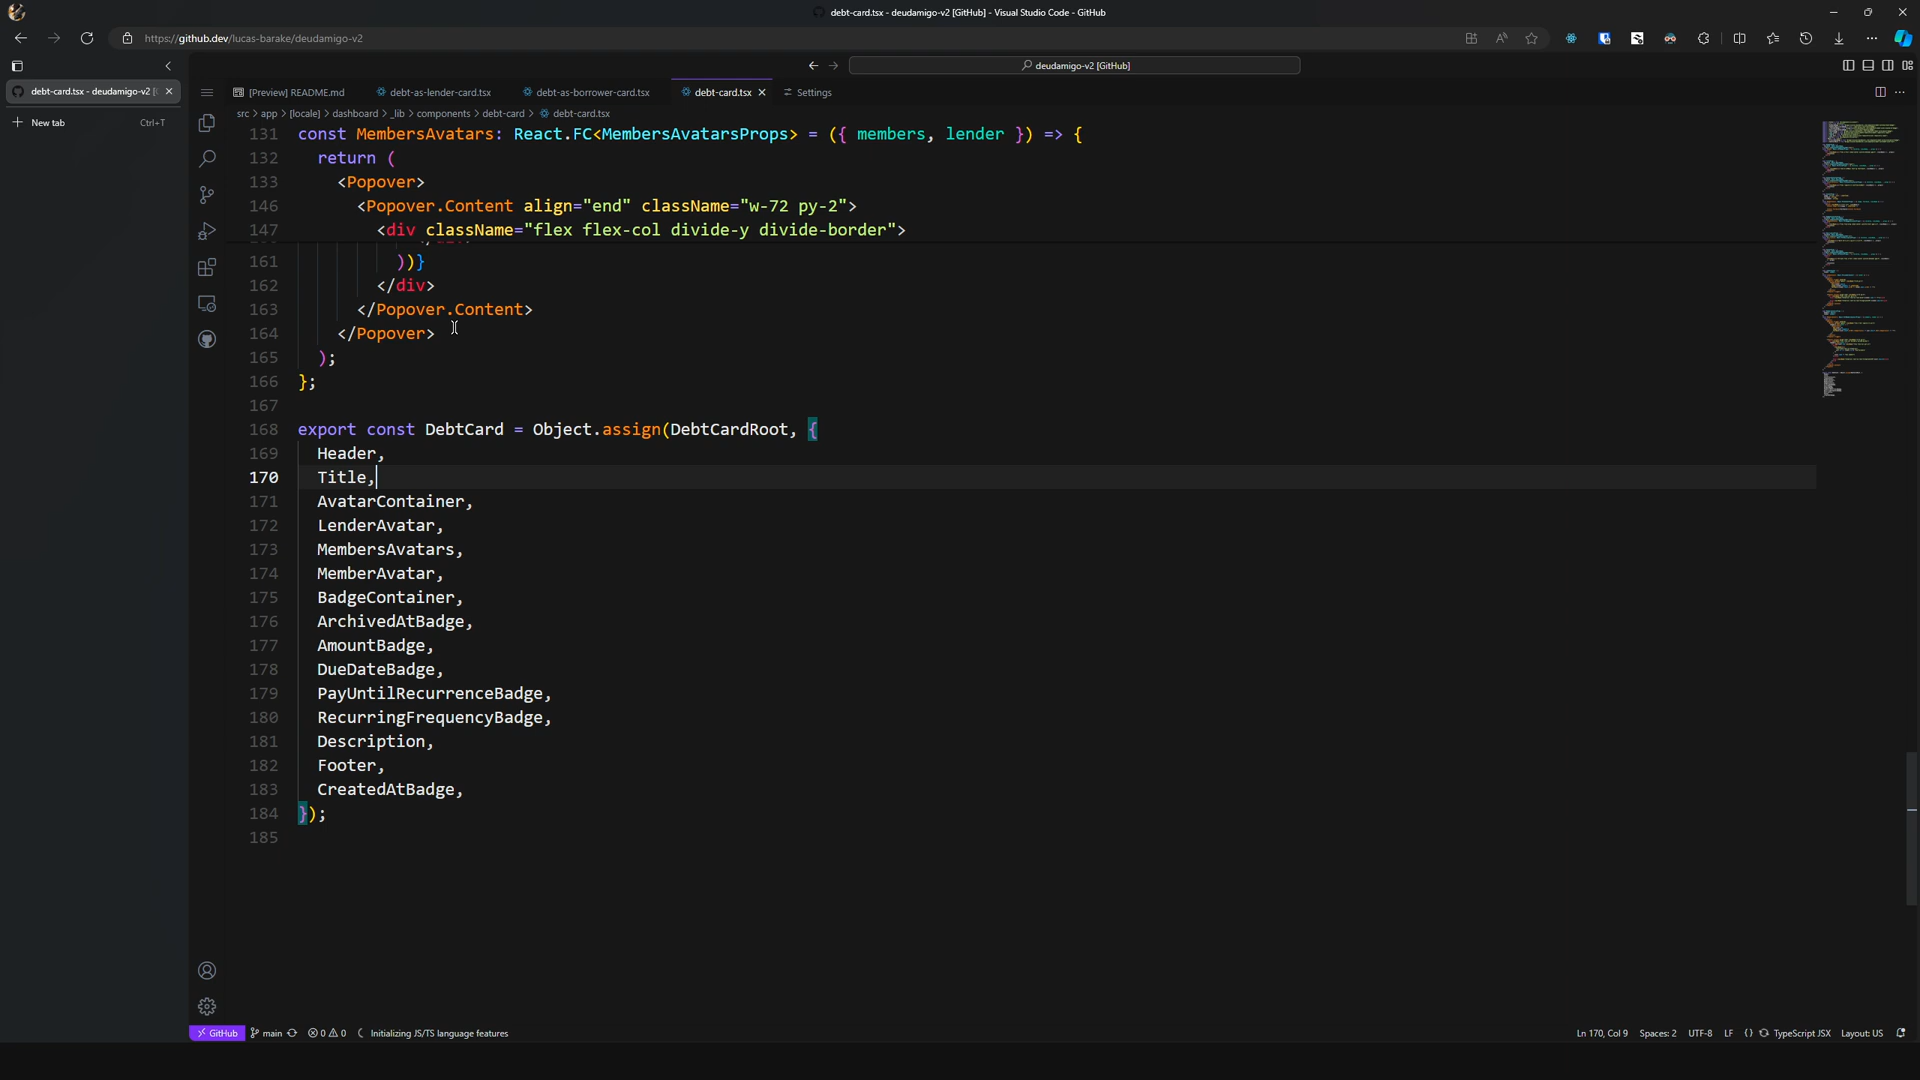 debt-card.tsx - deudamigo-v2 [GitHub] - Visual Studio Code - GitHub
https://github.dev/lucas-barake/deudamigo-v2
deudamigo-v2 [GitHub]
debt-card.tsx - deudamigo-v2 [
New tab Ctrl+T
[Preview] README.md debt-as-lender-card.tsx debt-as-borrower-card.tsx debt-card.tsx Settings
src > app > [locale] > dashboard > _lib > components > debt-card > debt-card.tsx
131 const MembersAvatars: React.FC<MembersAvatarsProps> = ({ members, lender }) => {
132 return (
133 <Popover>
146 <Popover.Content align="end" className="w-72 py-2">
147 <div className="flex flex-col divide-y divide-border">
161 ))}
162 </div>
163 </Popover.Content>
164 </Popover>
165 );
166 };
167
168 export const DebtCard = Object.assign(DebtCardRoot, {
169 Header,
170 Title,
171 AvatarContainer,
172 LenderAvatar,
173 MembersAvatars,
174 MemberAvatar,
175 BadgeContainer,
176 ArchivedAtBadge,
177 AmountBadge,
178 DueDateBadge,
179 PayUntilRecurrenceBadge,
180 RecurringFrequencyBadge,
181 Description,
182 Footer,
183 CreatedAtBadge,
184 });
185
GitHub main 0 0 Initializing JS/TS language features Ln 170, Col 9 Spaces: 2 UTF-8 LF {} TypeScript JSX Layout: US